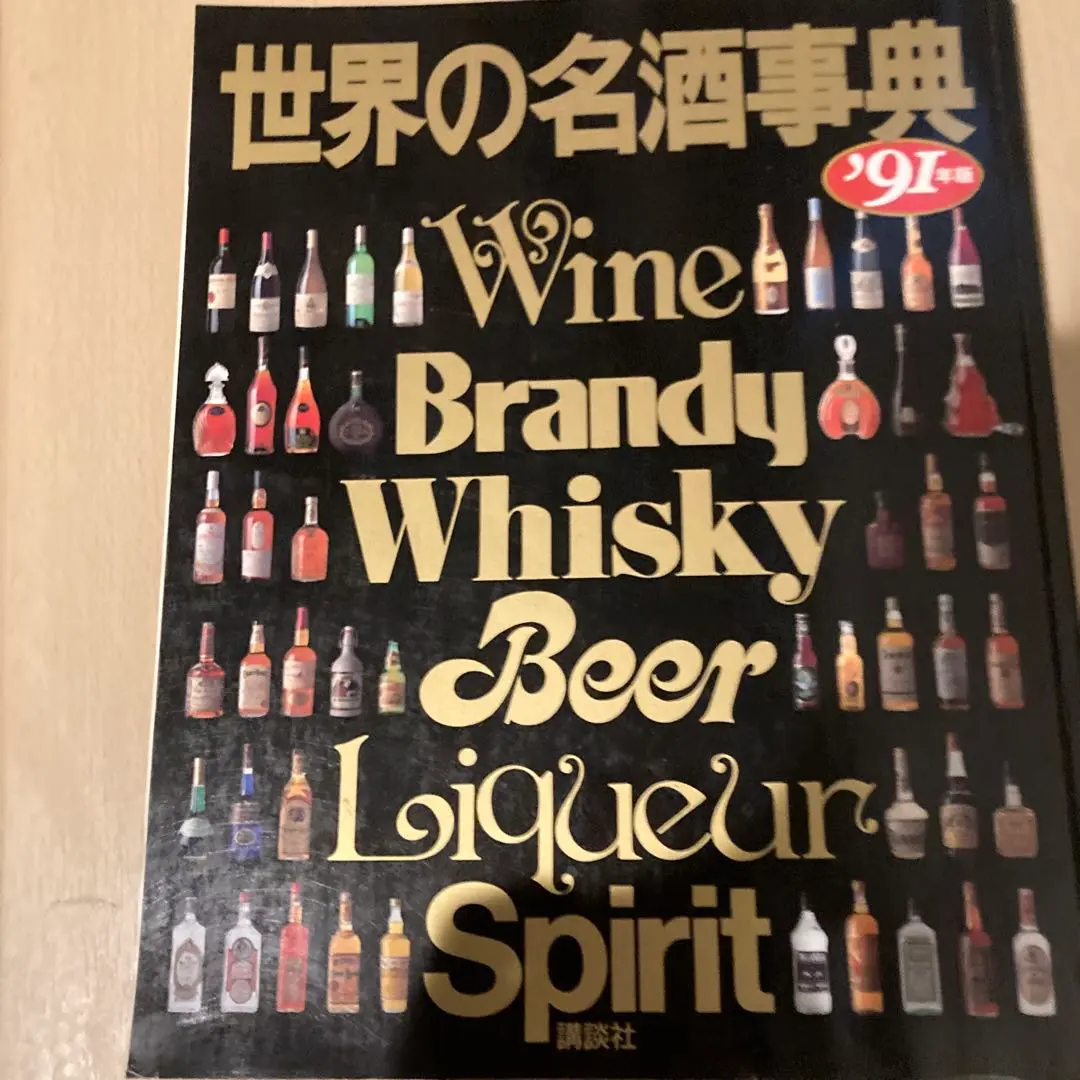 世界の名酒事典
'91年版
Wine
Brandy
Whisky
Beer
Liqueur
Spirit
講談社